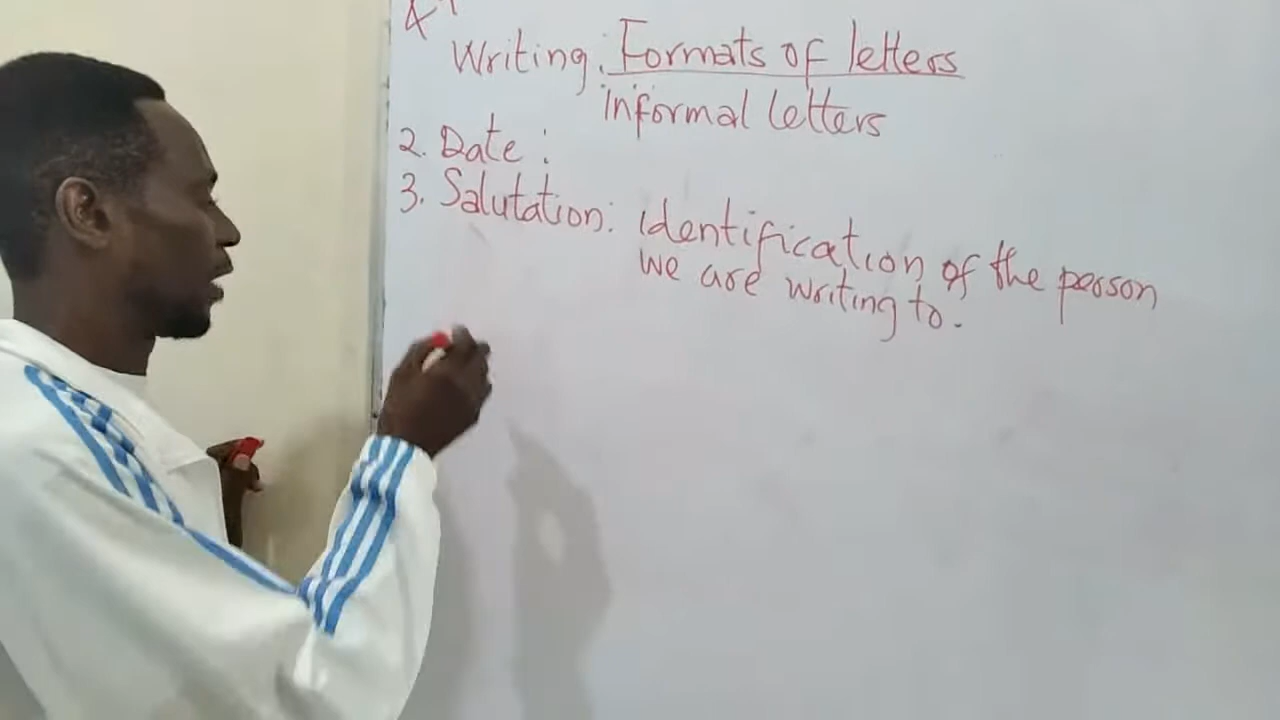 Writing: Formats of letters
informal letters
2. Date :
3. Salutation: identification of the person
we are writing to.